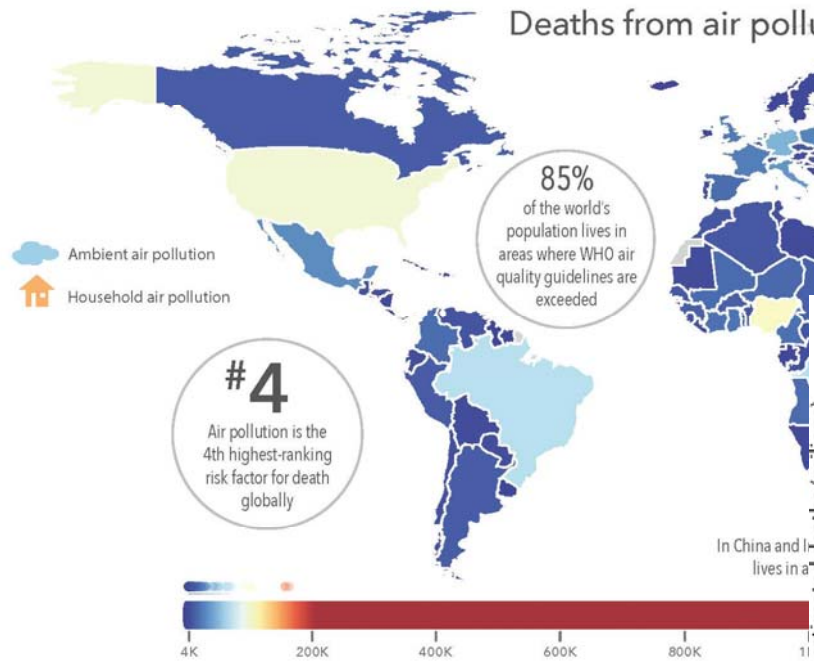 Deaths from air pollu
85%
of the world's
population lives in
areas where WHO air
quality guidelines are
exceeded
Ambient air pollution
Household air pollution
#4
Air pollution is the
4th highest-ranking
risk factor for death
globally
In China and I
lives in a
4K 200K 400K 600K 800K